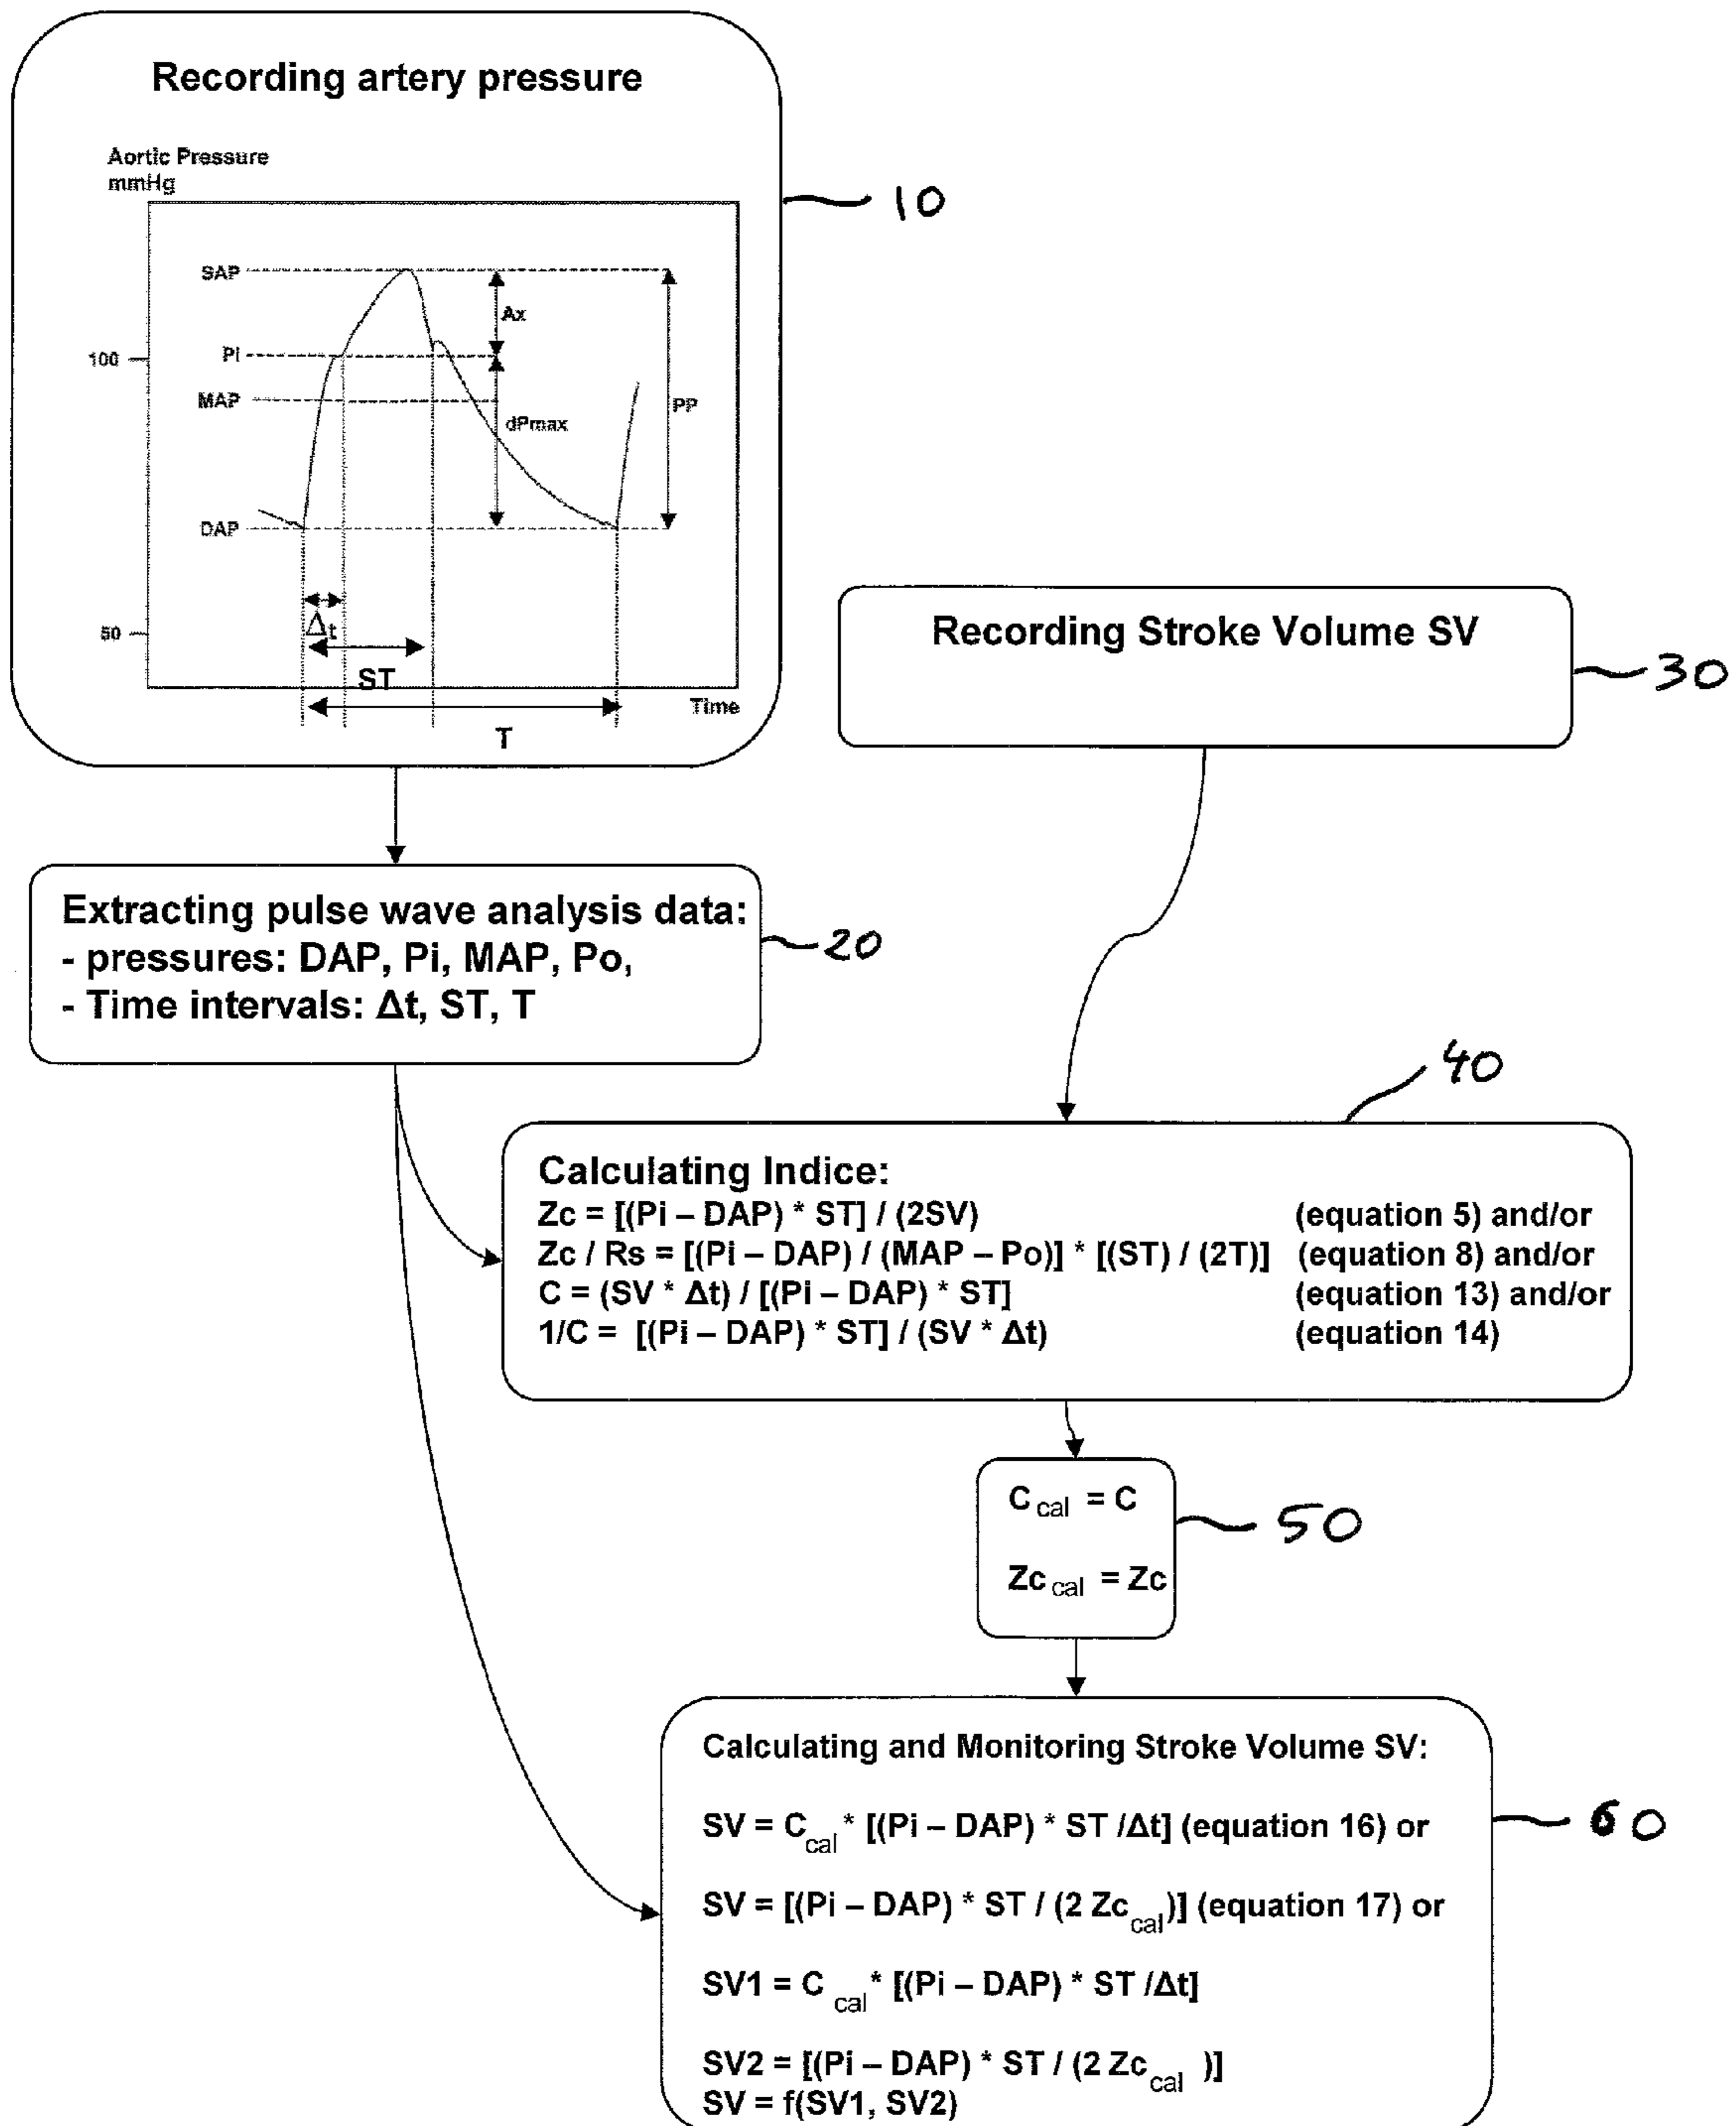 Recording artery pressure
Aortic Pressure
mmHg
10
SAP
Ax
100
Pi
MAP
dPmax
PP
DAP
50
Δt
ST
Time
T
Recording Stroke Volume SV
30
Extracting pulse wave analysis data:
- pressures: DAP, Pi, MAP, Po,
- Time intervals: Δt, ST, T
20
40
Calculating Indice:
Zc = [(Pi – DAP) * ST] / (2SV) (equation 5) and/or
Zc / Rs = [(Pi – DAP) / (MAP – Po)] * [(ST) / (2T)] (equation 8) and/or
C = (SV * Δt) / [(Pi – DAP) * ST] (equation 13) and/or
1/C = [(Pi – DAP) * ST] / (SV * Δt) (equation 14)
C cal = C
Zc cal = Zc
50
Calculating and Monitoring Stroke Volume SV:
SV = C cal * [(Pi – DAP) * ST /Δt] (equation 16) or
SV = [(Pi – DAP) * ST / (2 Zc cal)] (equation 17) or
SV1 = C cal * [(Pi – DAP) * ST /Δt]
SV2 = [(Pi – DAP) * ST / (2 Zc cal )]
SV = f(SV1, SV2)
60